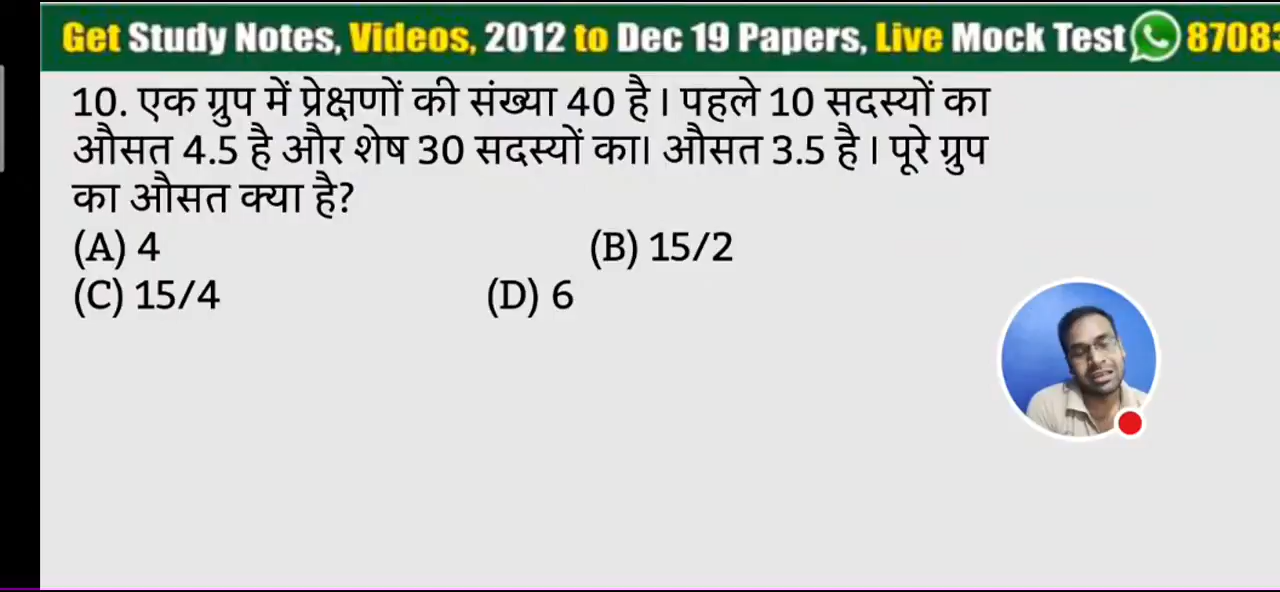 Get Study Notes, Videos, 2012 to Dec 19 Papers, Live Mock Test 8708
10. एक ग्रुप में प्रेक्षणों की संख्या 40 है। पहले 10 सदस्यों का
औसत 4.5 है और शेष 30 सदस्यों का। औसत 3.5 है। पूरे ग्रुप
का औसत क्या है?
(A) 4 (B) 15/2
(C) 15/4 (D) 6